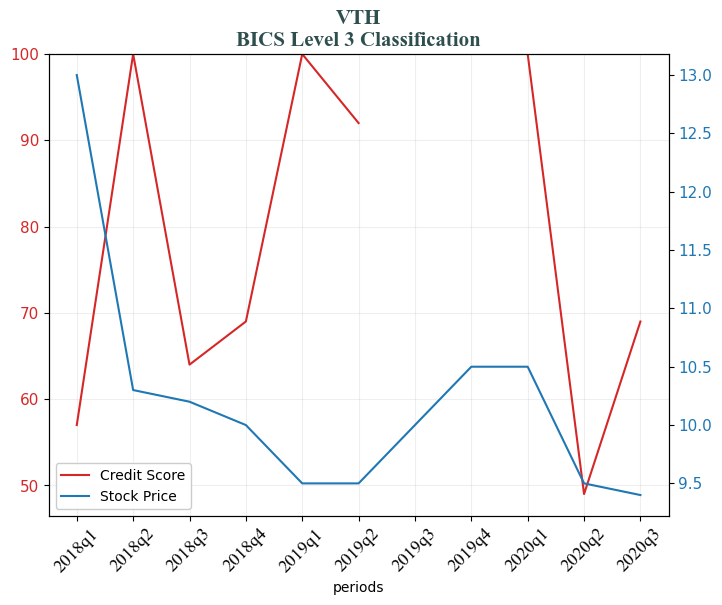 VTH
BICS Level 3 Classification
100
90
80
70
60
50
13.0
12.5
12.0
11.5
11.0
10.5
10.0
9.5
Credit Score
Stock Price
2018q1
2018q2
2018q3
2018q4
2019q1
2019q2
2019q3
2019q4
2020q1
2020q2
2020q3
periods